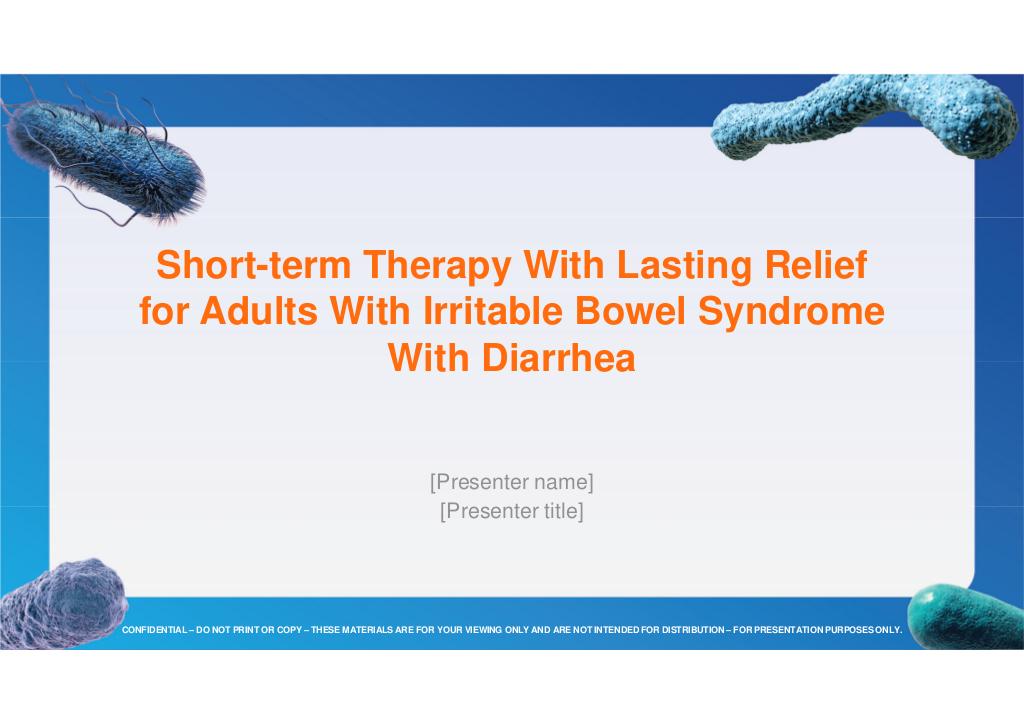 Short-term Therapy With Lasting Relief
for Adults With Irritable Bowel Syndrome
With Diarrhea
[Presenter name]
[Presenter title]
CONFIDENTIAL – DO NOT PRINT OR COPY – THESE MATERIALS ARE FOR YOUR VIEWING ONLY AND ARE NOT INTENDED FOR DISTRIBUTION – FOR PRESENTATION PURPOSES ONLY.